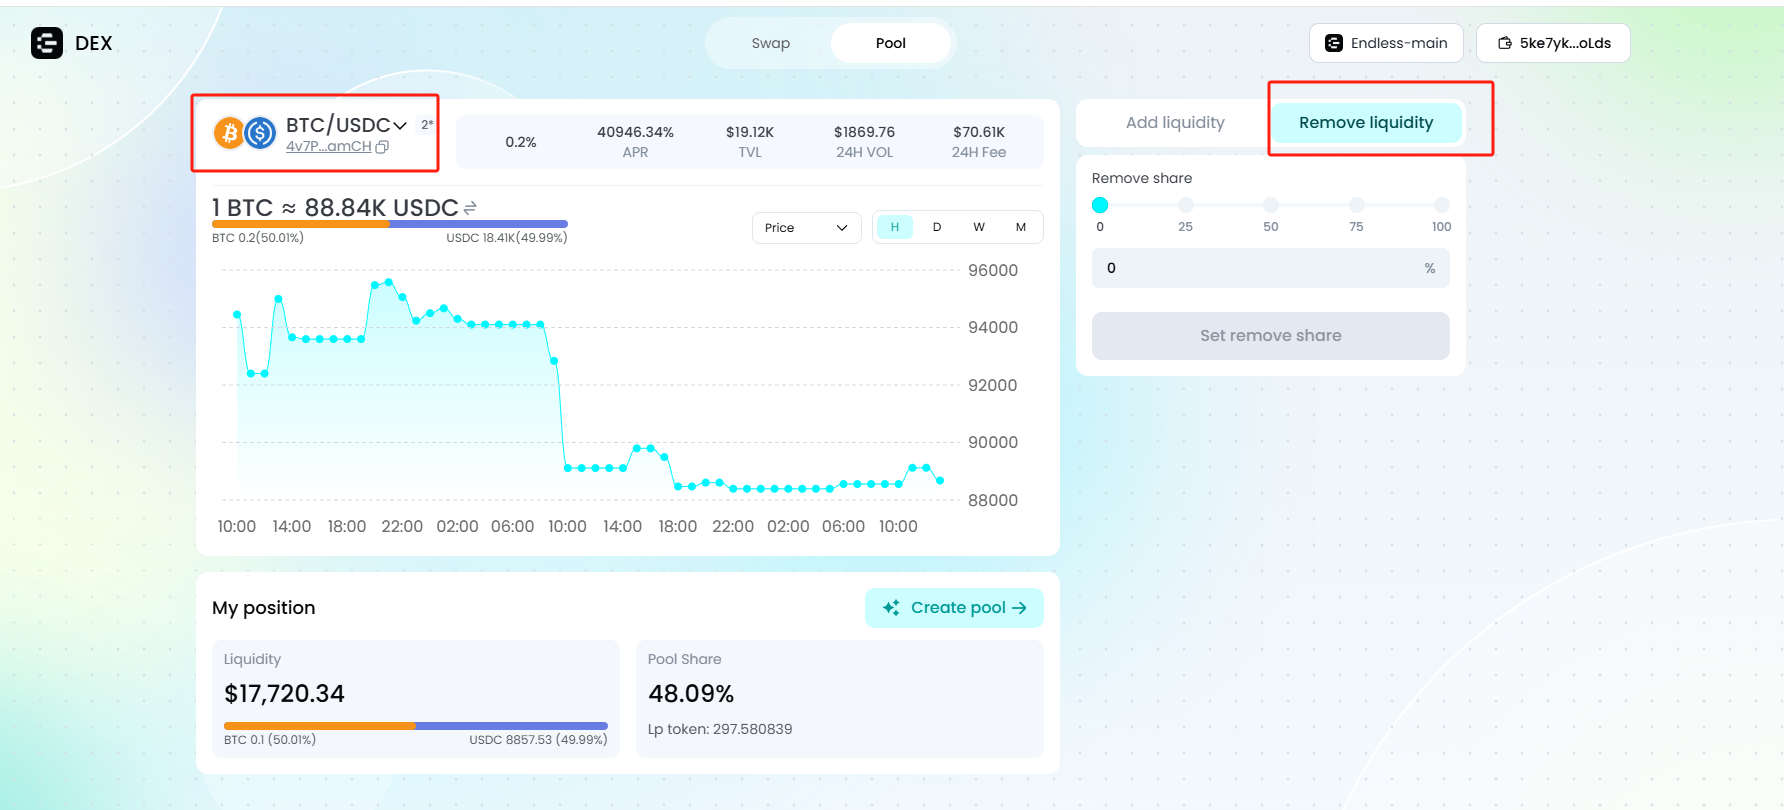 DEX
Swap
Pool
Endless-main
5ke7yk...oLds
BTC/USDC
2*
4v7P...amCH
0.2%
40946.34%
APR
$19.12K
TVL
$1869.76
24H VOL
$70.61K
24H Fee
Add liquidity
Remove liquidity
1 BTC ≈ 88.84K USDC
BTC 0.2(50.01%)
USDC 18.41K(49.99%)
Price
H
D
W
M
96000
94000
92000
90000
88000
10:00 14:00 18:00 22:00 02:00 06:00 10:00 14:00 18:00 22:00 02:00 06:00 10:00
Remove share
0 25 50 75 100
0 %
Set remove share
My position
Create pool
Liquidity
$17,720.34
BTC 0.1 (50.01%)
USDC 8857.53 (49.99%)
Pool Share
48.09%
Lp token: 297.580839